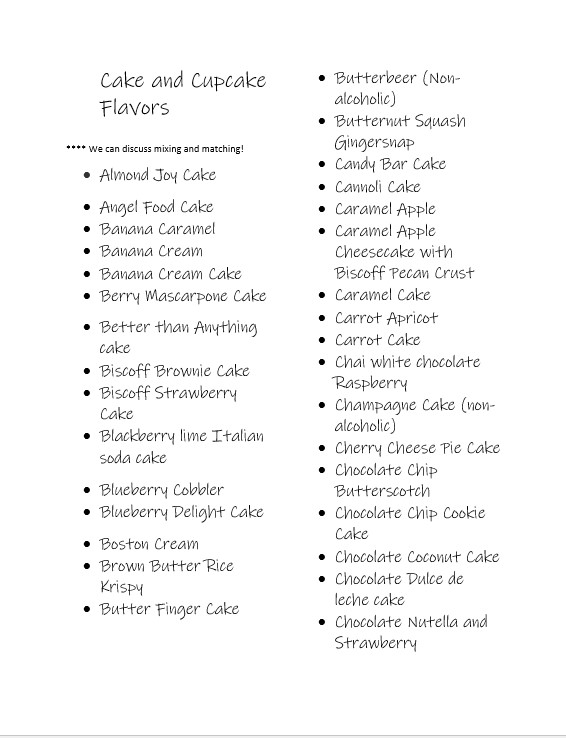 Cake and Cupcake
Flavors
**** We can discuss mixing and matching!
• Almond Joy Cake
• Angel Food Cake
• Banana Caramel
• Banana Cream
• Banana Cream Cake
• Berry Mascarpone Cake
• Better than Anything
cake
• Biscoff Brownie Cake
• Biscoff Strawberry
Cake
• Blackberry lime Italian
soda cake
• Blueberry Cobbler
• Blueberry Delight Cake
• Boston Cream
• Brown Butter Rice
Krispy
• Butter Finger Cake
• Butterbeer (Non-
alcoholic)
• Butternut Squash
Gingersnap
• Candy Bar Cake
• Cannoli Cake
• Caramel Apple
• Caramel Apple
Cheesecake with
Biscoff Pecan Crust
• Caramel Cake
• Carrot Apricot
• Carrot Cake
• Chai white chocolate
Raspberry
• Champagne Cake (non-
alcoholic)
• Cherry Cheese Pie Cake
• Chocolate Chip
Butterscotch
• Chocolate Chip Cookie
Cake
• Chocolate Coconut Cake
• Chocolate Dulce de
leche cake
• Chocolate Nutella and
Strawberry